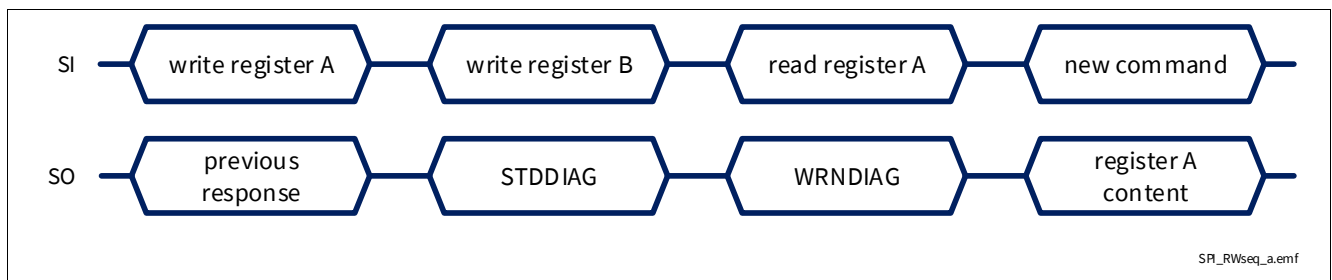 SI
write register A
write register B
read register A
new command
SO
previous
response
STDDIAG
WRNDIAG
register A
content
SPI_RWseq_a.emf